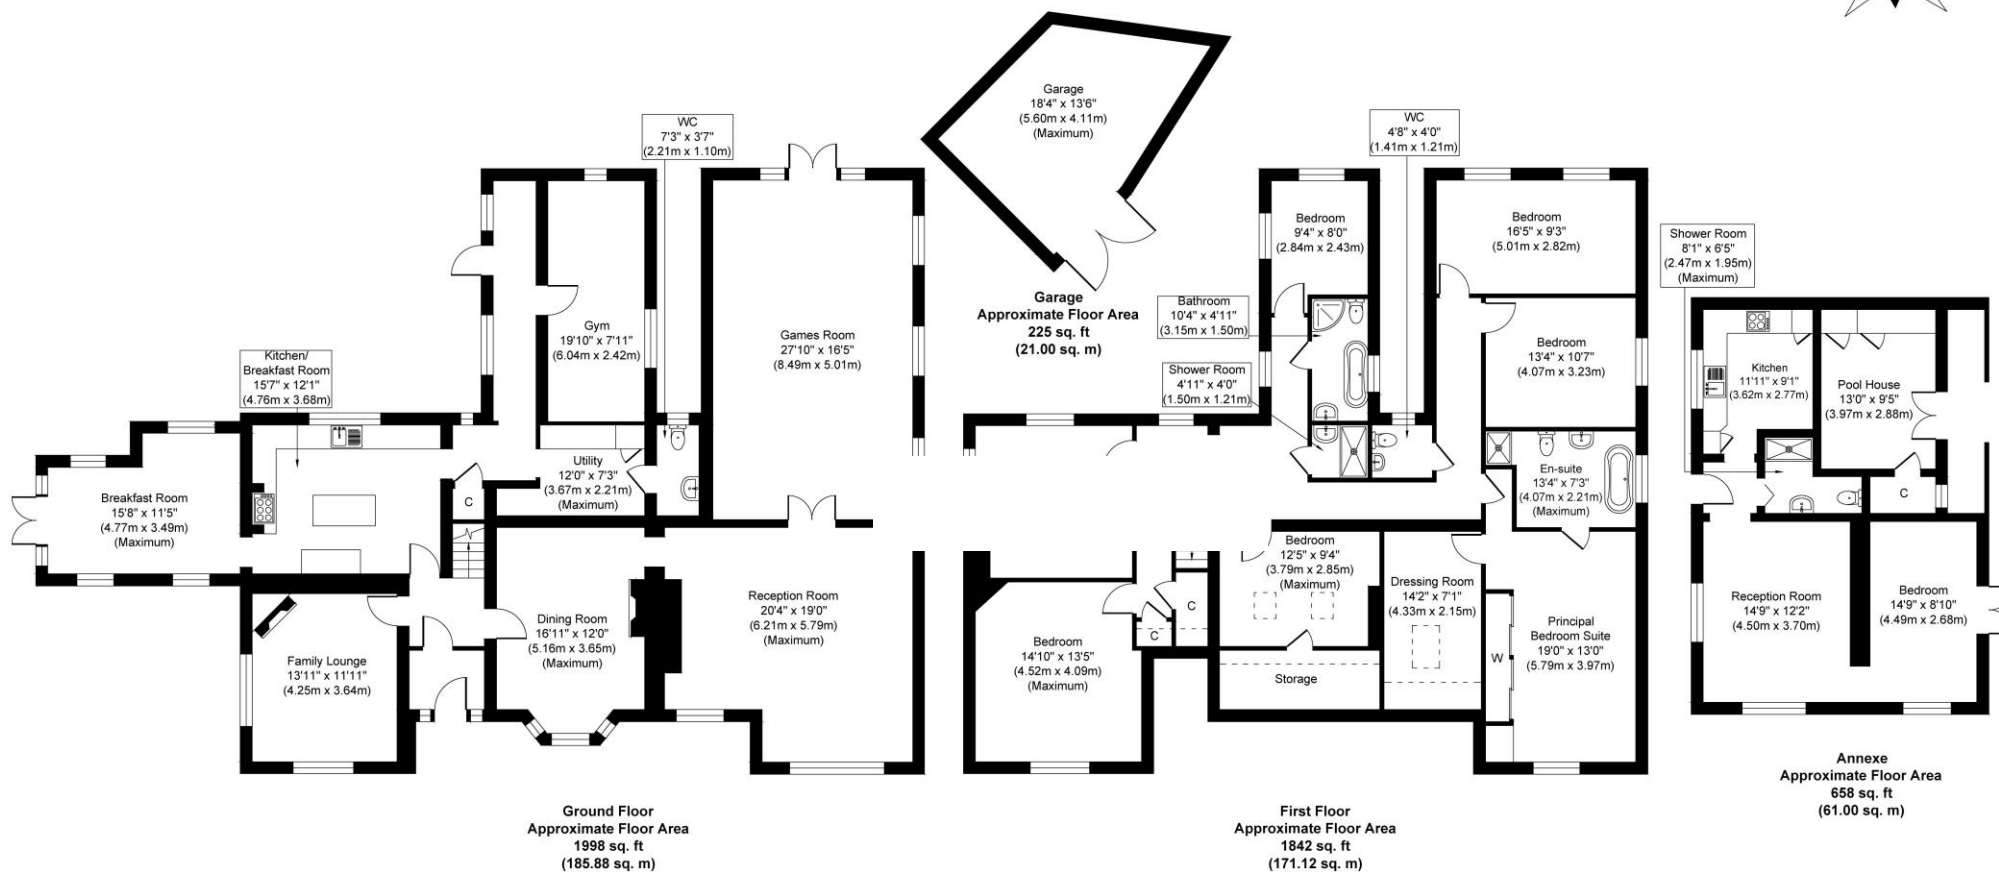 Garage
18'4" x 13'6"
(5.60m x 4.11m)
(Maximum)
WC
7'3" x 3'7"
(2.21m x 1.10m)
Gym
19'10" x 7'11"
(6.04m x 2.42m)
Games Room
27'10" x 16'5"
(8.49m x 5.01m)
Kitchen/
Breakfast Room
15'7" x 12'1"
(4.76m x 3.68m)
Utility
12'0" x 7'3"
(3.67m x 2.21m)
(Maximum)
C
Breakfast Room
15'8" x 11'5"
(4.77m x 3.49m)
(Maximum)
Family Lounge
13'11" x 11'11"
(4.25m x 3.64m)
Dining Room
16'11" x 12'0"
(5.16m x 3.65m)
(Maximum)
Reception Room
20'4" x 19'0"
(6.21m x 5.79m)
(Maximum)
Ground Floor
Approximate Floor Area
1998 sq. ft
(185.88 sq. m)
Garage
Approximate Floor Area
225 sq. ft
(21.00 sq. m)
WC
4'8" x 4'0"
(1.41m x 1.21m)
Bedroom
9'4" x 8'0"
(2.84m x 2.43m)
Bedroom
16'5" x 9'3"
(5.01m x 2.82m)
Bathroom
10'4" x 4'11"
(3.15m x 1.50m)
Shower Room
4'11" x 4'0"
(1.50m x 1.21m)
Bedroom
13'4" x 10'7"
(4.07m x 3.23m)
En-suite
13'4" x 7'3"
(4.07m x 2.21m)
(Maximum)
Bedroom
12'5" x 9'4"
(3.79m x 2.85m)
(Maximum)
Dressing Room
14'2" x 7'1"
(4.33m x 2.15m)
C
C
Bedroom
14'10" x 13'5"
(4.52m x 4.09m)
(Maximum)
Storage
W
Principal
Bedroom Suite
19'0" x 13'0"
(5.79m x 3.97m)
First Floor
Approximate Floor Area
1842 sq. ft
(171.12 sq. m)
Shower Room
8'1" x 6'5"
(2.47m x 1.95m)
(Maximum)
Kitchen
11'11" x 9'1"
(3.62m x 2.77m)
Pool House
13'0" x 9'5"
(3.97m x 2.88m)
C
Reception Room
14'9" x 12'2"
(4.50m x 3.70m)
Bedroom
14'9" x 8'10"
(4.49m x 2.68m)
Annexe
Approximate Floor Area
658 sq. ft
(61.00 sq. m)